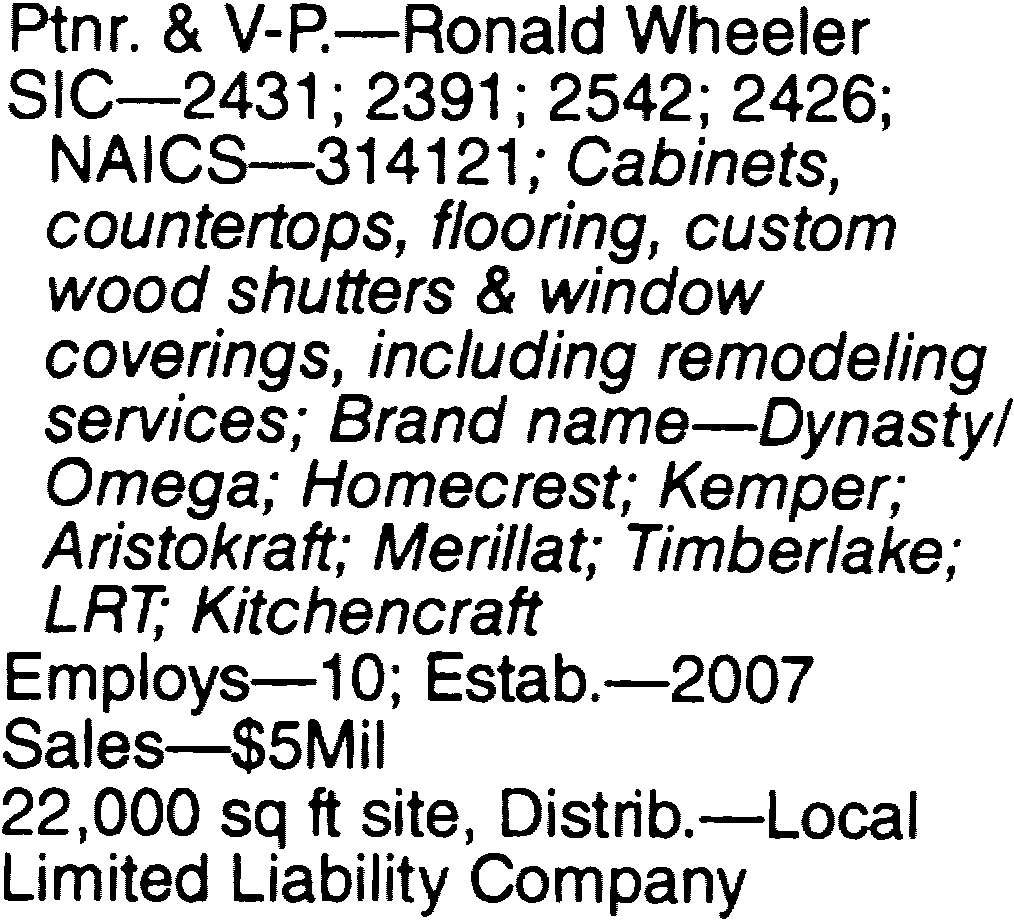 Ptnr. & V-P.—Ronald Wheeler
SIC—2431; 2391; 2542; 2426;
NAICS—314121; Cabinets,
countertops, flooring, custom
wood shutters & window
coverings, including remodeling
services; Brand name—Dynasty/
Omega; Homecrest; Kemper;
Aristokraft; Merillat; Timberlake;
LRT; Kitchencraft
Employs—10; Estab.—2007
Sales—$5Mil
22,000 sq ft site, Distrib.—Local
Limited Liability Company